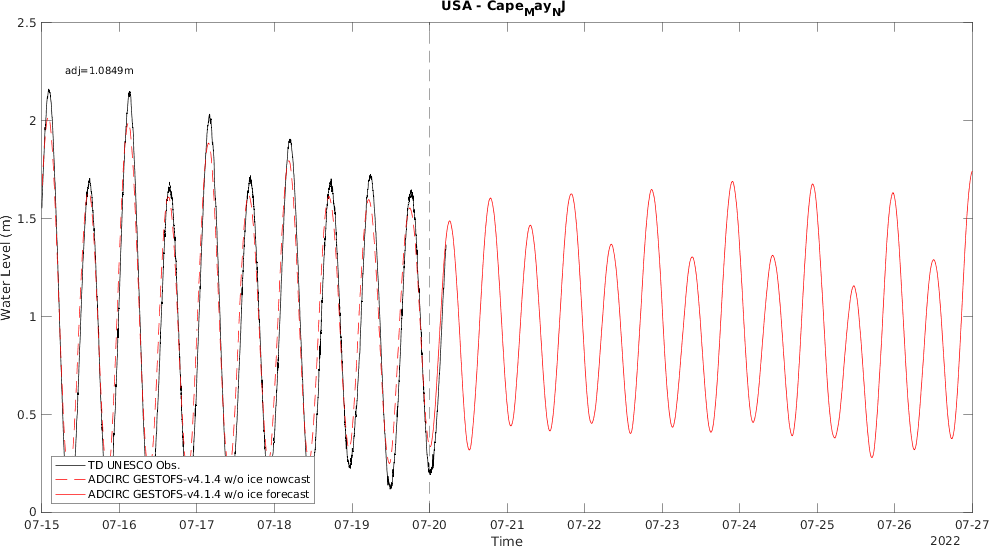 USA - CapeMayNJ
adj=1.0849m
2.5
2
1.5
1
0.5
0
Water Level (m)
TD UNESCO Obs.
ADCIRC GESTOFS-v4.1.4 w/o ice nowcast
ADCIRC GESTOFS-v4.1.4 w/o ice forecast
07-15 07-16 07-17 07-18 07-19 07-20 07-21 07-22 07-23 07-24 07-25 07-26 07-27
Time
2022